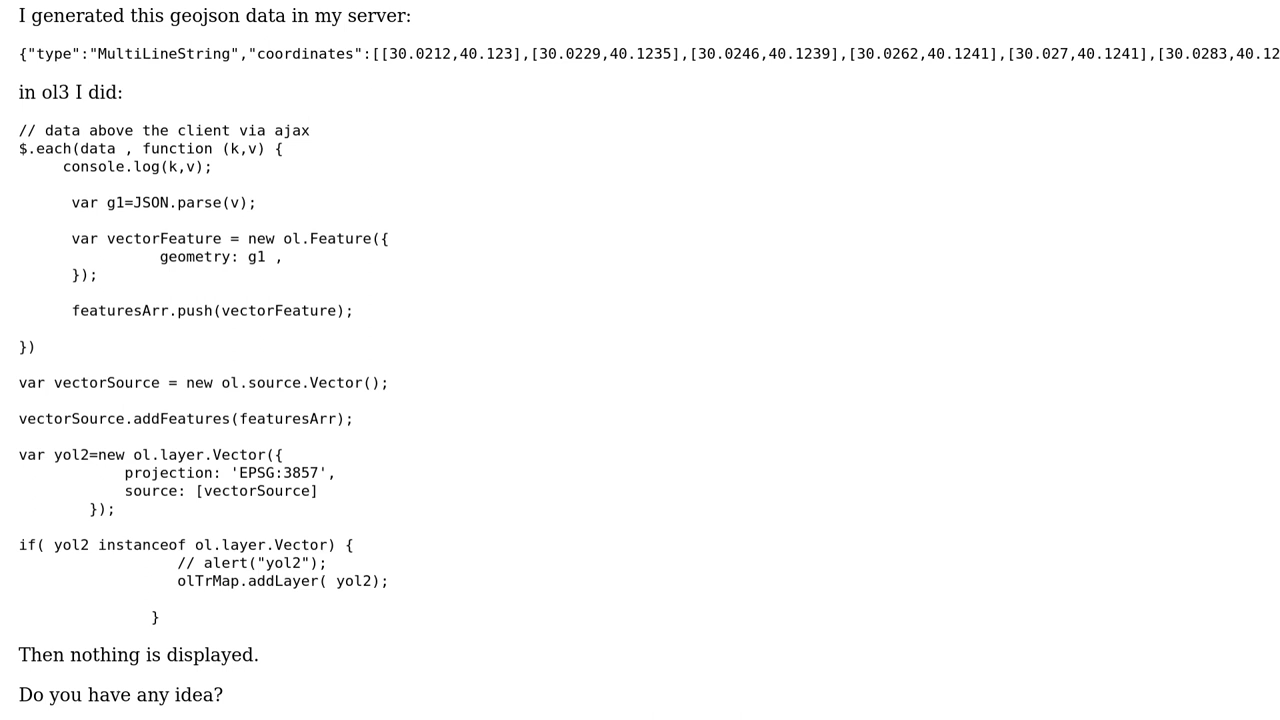 I generated this geojson data in my server:
{"type":"MultiLineString","coordinates":[[30.0212,40.123],[30.0229,40.1235],[30.0246,40.1239],[30.0262,40.1241],[30.027,40.1241],[30.0283,40.12
in ol3 I did:
// data above the client via ajax
$.each(data , function (k,v) {
console.log(k,v);
var g1=JSON.parse(v);
var vectorFeature = new ol.Feature({
geometry: g1 ,
});
featuresArr.push(vectorFeature);
})
var vectorSource = new ol.source.Vector();
vectorSource.addFeatures(featuresArr);
var yol2=new ol.layer.Vector({
projection: 'EPSG:3857',
source: [vectorSource]
});
if( yol2 instanceof ol.layer.Vector) {
// alert("yol2");
olTrMap.addLayer( yol2);
}
Then nothing is displayed.
Do you have any idea?